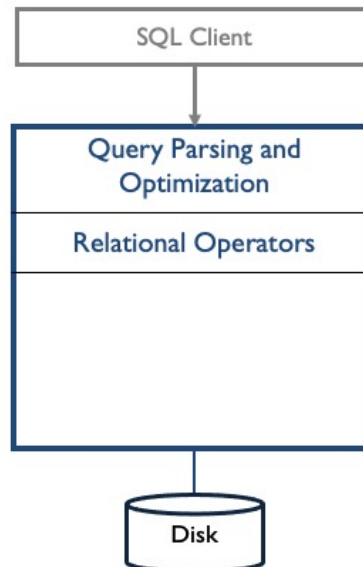 SQL Client
Query Parsing and
Optimization
Relational Operators
Disk